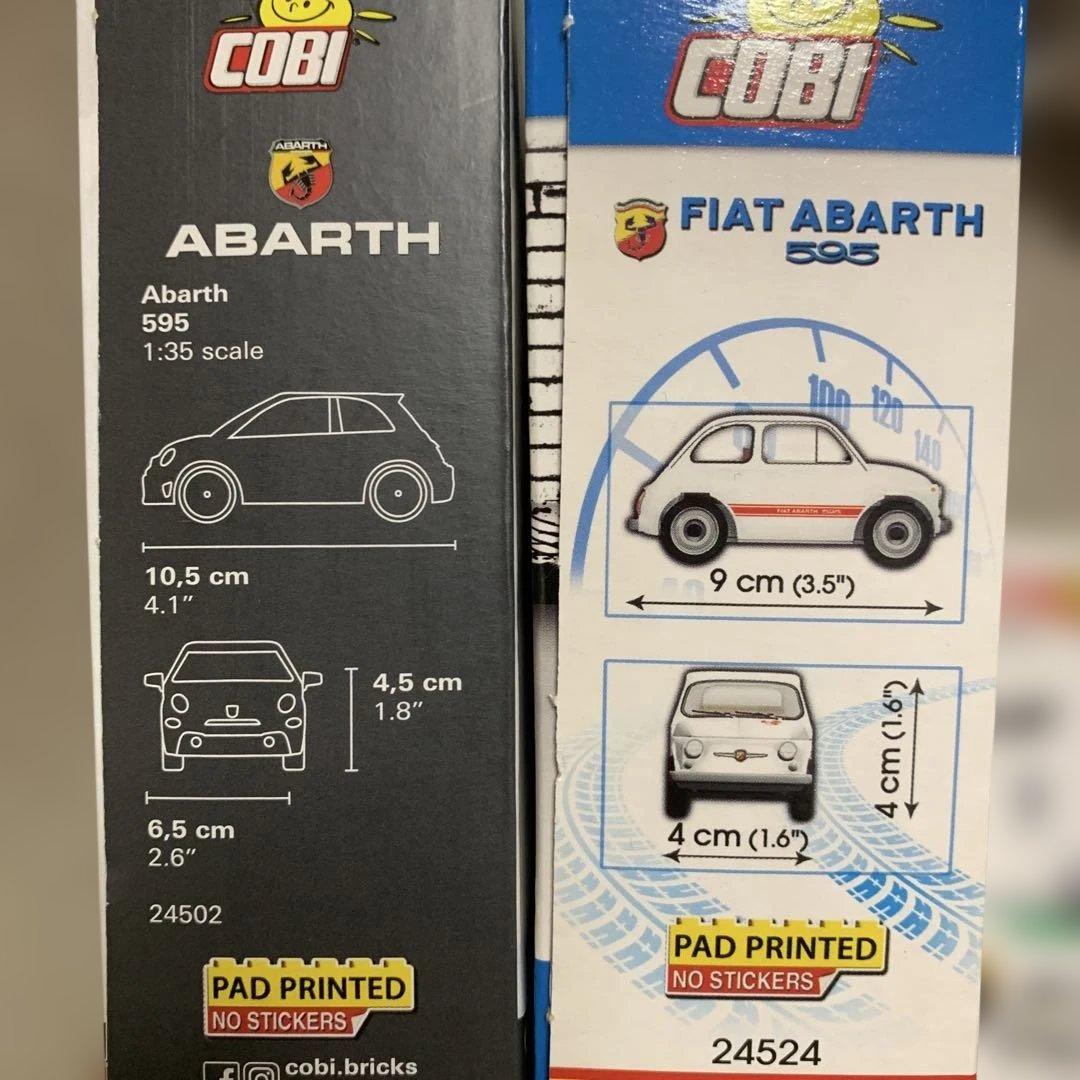 COBI
ABARTH
ABARTH
Abarth
595
1:35 scale
10,5 cm
4.1”
4,5 cm
1.8”
6,5 cm
2.6”
24502
PAD PRINTED
NO STICKERS
cobi.bricks
COBI
FIAT ABARTH
595
100
120
140
FIAT ABARTH
9 cm (3.5")
4 cm (1.6")
4 cm (1.6")
PAD PRINTED
NO STICKERS
24524